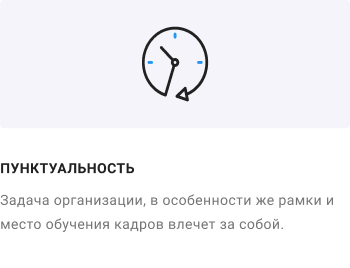 ПУНКТУАЛЬНОСТЬ
Задача организации, в особенности же рамки и
место обучения кадров влечет за собой.